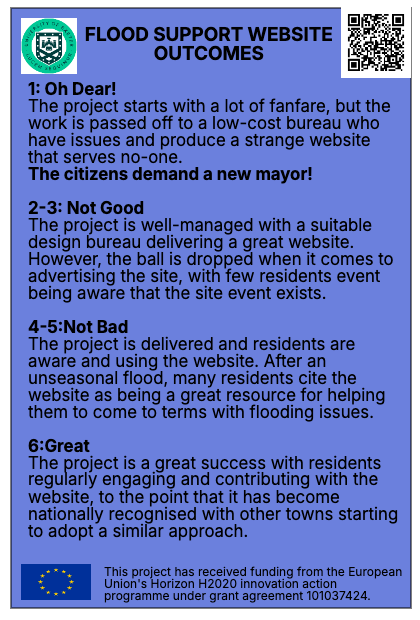 FLOOD SUPPORT WEBSITE
OUTCOMES
1: Oh Dear!
The project starts with a lot of fanfare, but the
work is passed off to a low-cost bureau who
have issues and produce a strange website
that serves no-one.
The citizens demand a new mayor!
2-3: Not Good
The project is well-managed with a suitable
design bureau delivering a great website.
However, the ball is dropped when it comes to
advertising the site, with few residents event
being aware that the site event exists.
4-5:Not Bad
The project is delivered and residents are
aware and using the website. After an
unseasonal flood, many residents cite the
website as being a great resource for helping
them to come to terms with flooding issues.
6:Great
The project is a great success with residents
regularly engaging and contributing with the
website, to the point that it has become
nationally recognised with other towns starting
to adopt a similar approach.
This project has received funding from the European
Union's Horizon H2020 innovation action
programme under grant agreement 101037424.